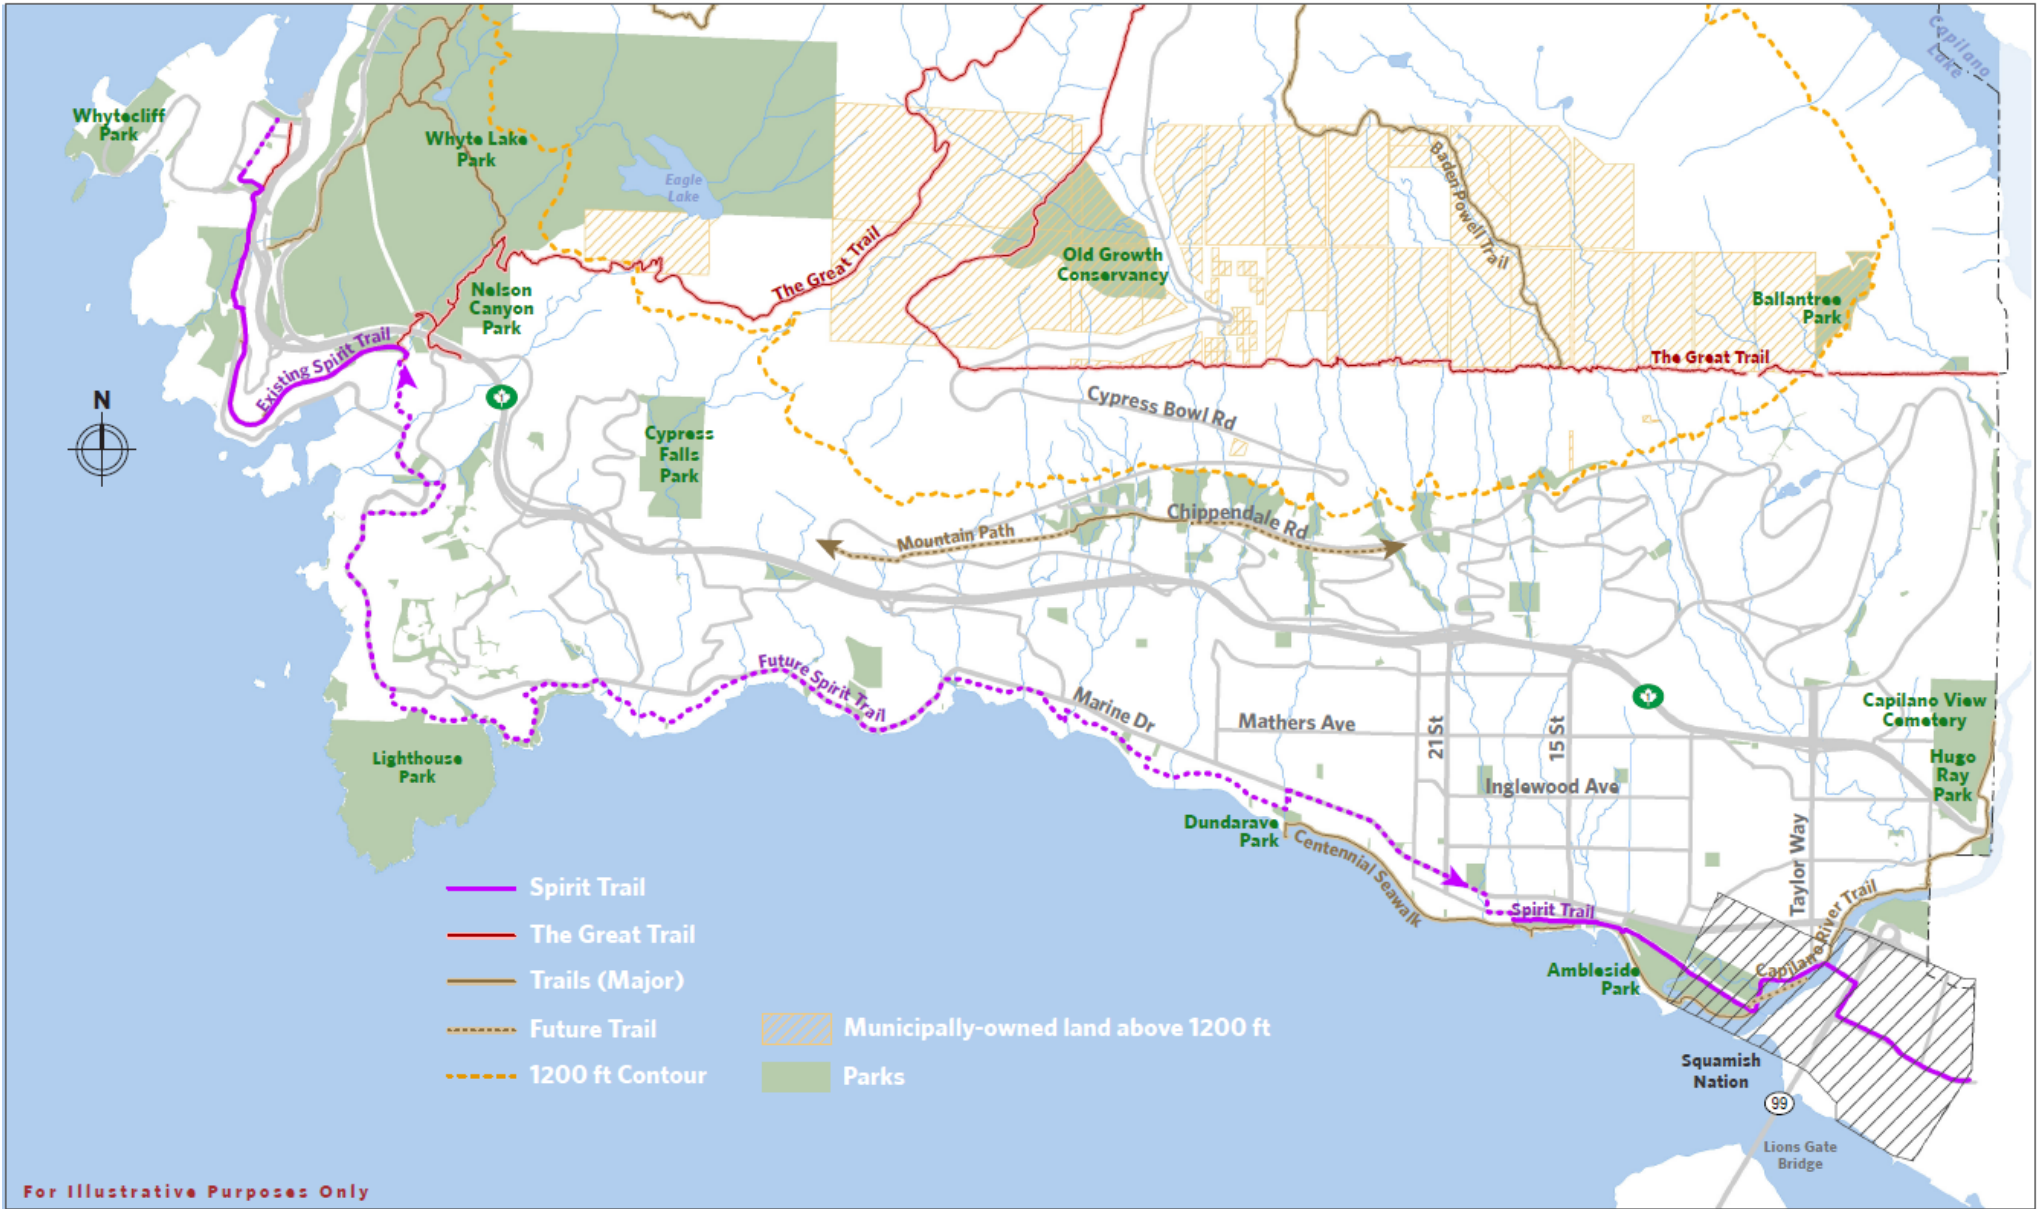 Capilano
Lake
Whytecliff
Park
Whyte Lake
Park
Eagle
Lake
Baden Powell Trail
The Great Trail
Old Growth
Conservancy
Nelson
Canyon
Park
Ballantree
Park
Existing Spirit Trail
The Great Trail
N
1
Cypress Bowl Rd
Cypress
Falls
Park
Mountain Path
Chippendale Rd
Future Spirit Trail
Marine Dr
Mathers Ave
21 St
15 St
1
Capilano View
Cemetery
Hugo
Ray
Park
Lighthouse
Park
Inglewood Ave
Dundarave
Park
Centennial Seawalk
Taylor Way
Spirit Trail
Capilano River Trail
Ambleside
Park
Squamish
Nation
99
Lions Gate
Bridge
Spirit Trail
The Great Trail
Trails (Major)
Future Trail
1200 ft Contour
Municipally-owned land above 1200 ft
Parks
For Illustrative Purposes Only